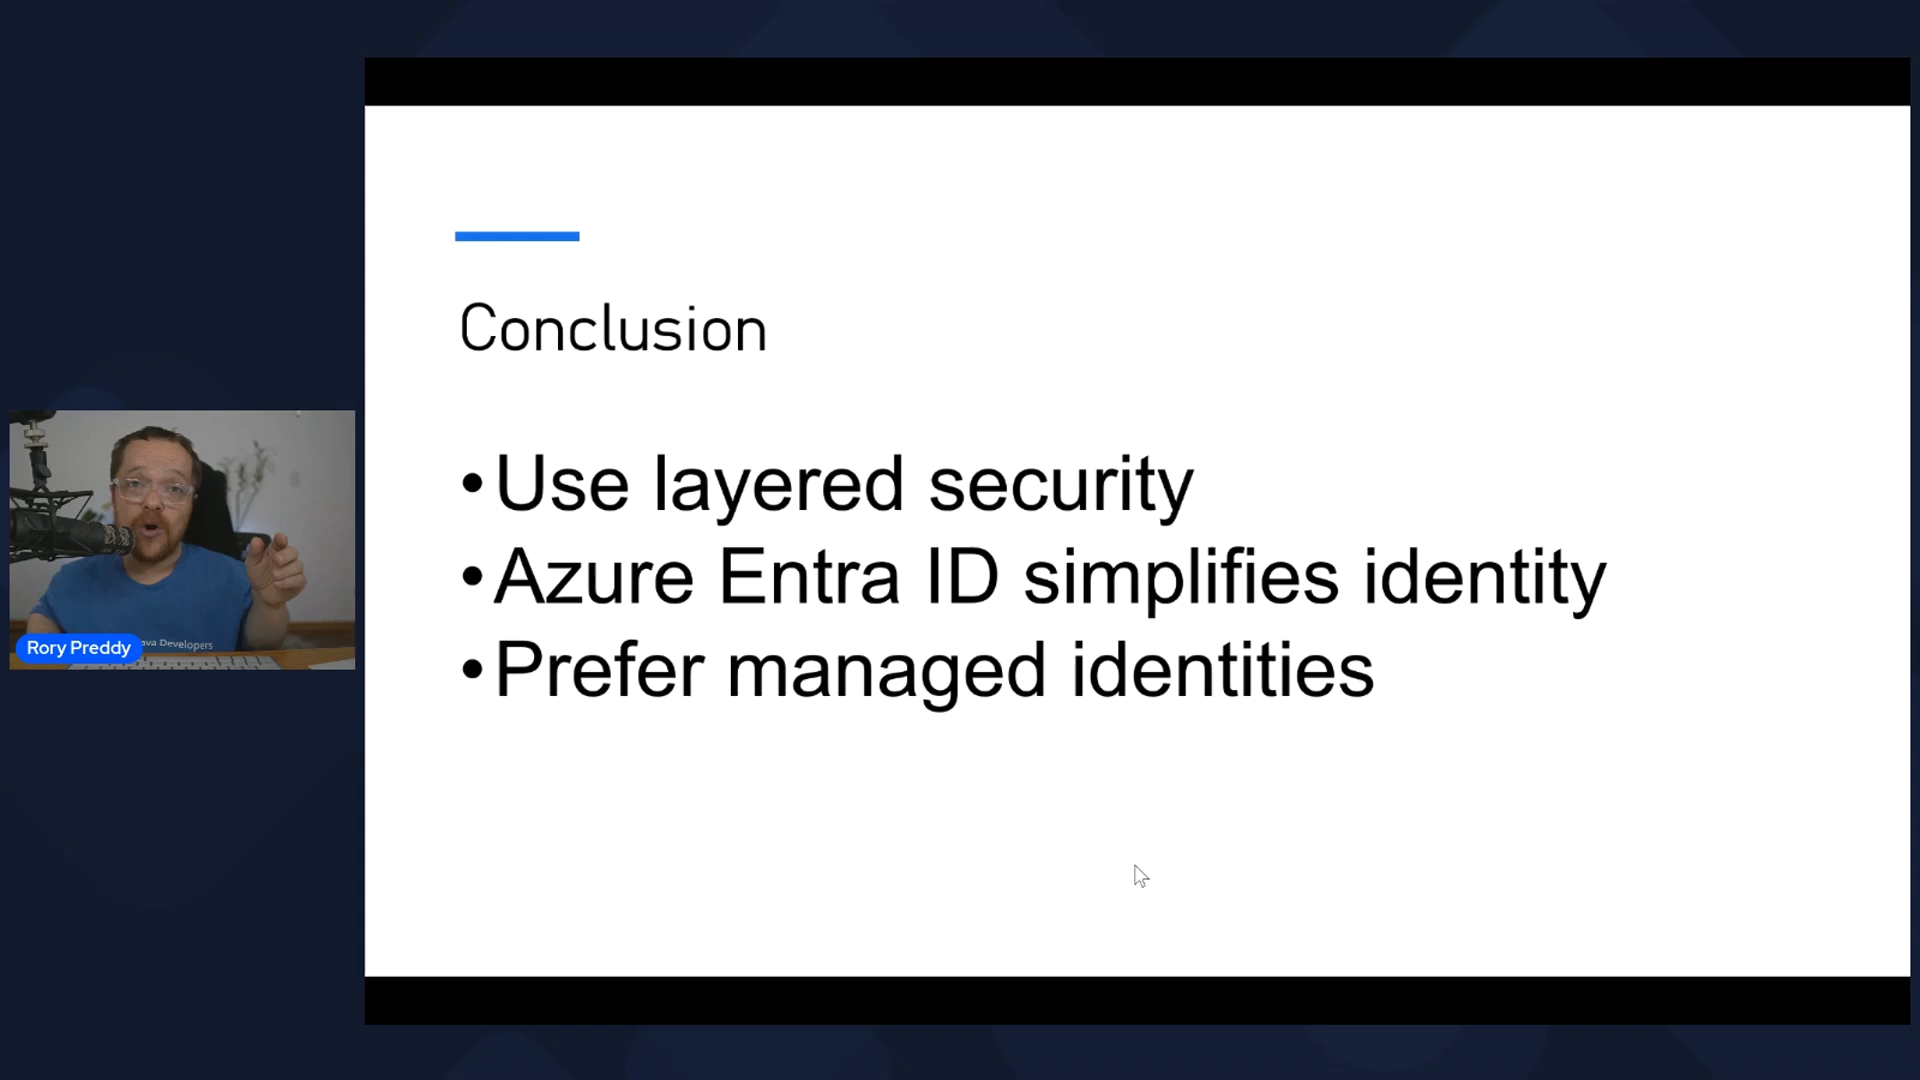 Conclusion
•Use layered security
•Azure Entra ID simplifies identity
•Prefer managed identities
Rory Preddy
Developers